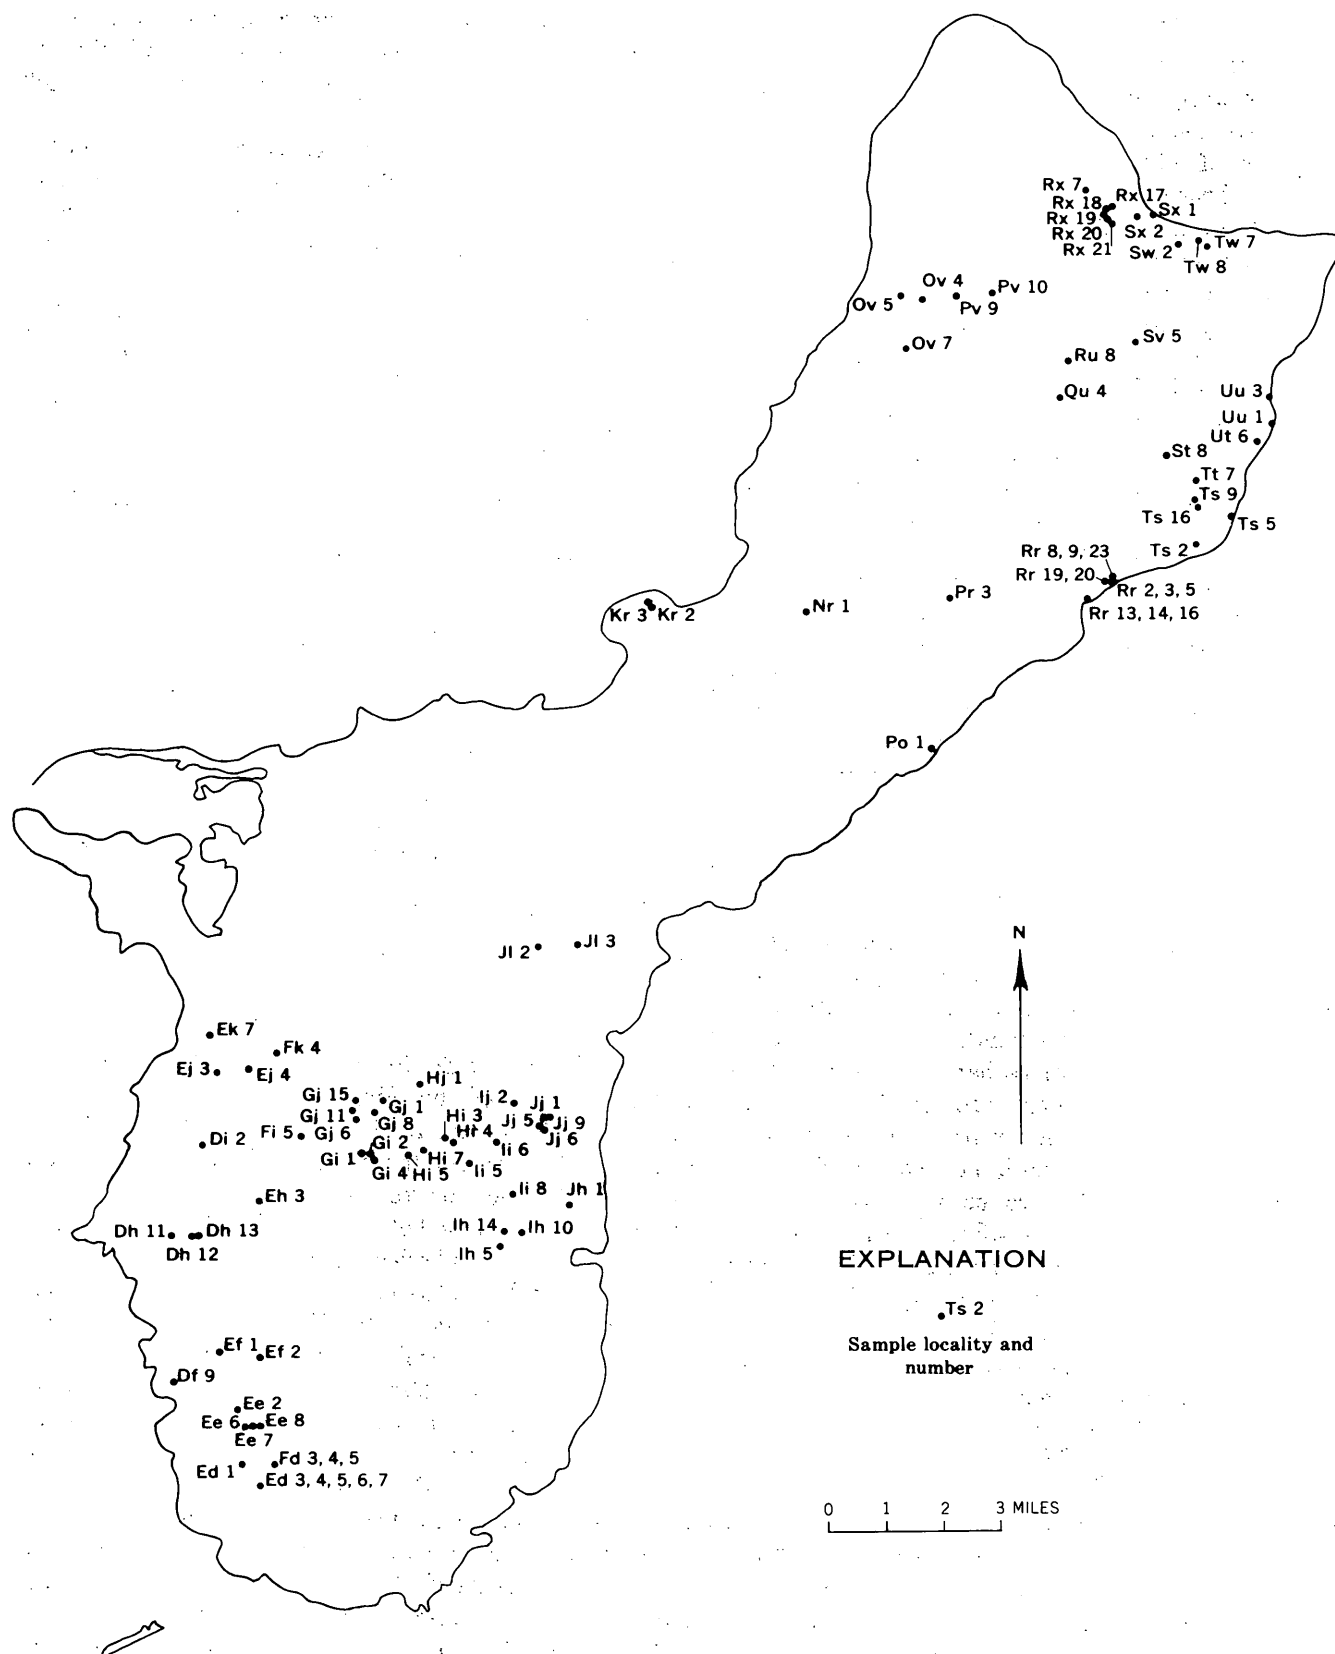 Rx 7
Rx 17
Rx 18
Rx 19
Sx 1
Rx 20
Sx 2
Rx 21
Sw 2
Tw 7
Tw 8
Ov 4
Pv 10
Ov 5
Pv 9
Ov 7
Sv 5
Ru 8
Qu 4
Uu 3
Uu 1
Ut 6
St 8
Tt 7
Ts 9
Ts 16
Ts 5
Ts 2
Rr 8, 9, 23
Rr 19, 20
Rr 2, 3, 5
Rr 13, 14, 16
Pr 3
Nr 1
Kr 3
Kr 2
Po 1
N
Jl 2
Jl 3
Ek 7
Fk 4
Ej 3
Ej 4
Hj 1
Gj 15
Gj 1
Ij 2
Jj 1
Gj 11
Gj 8
Hi 3
Jj 5
Jj 9
Fi 5
Gj 6
Hi 4
Jj 6
Di 2
Gi 2
Ii 6
Gi 1
Hi 7
Gi 4
Hi 5
Ii 5
Eh 3
Ii 8
Jh 1
Dh 11
Dh 13
Dh 12
Ih 14
Ih 10
Ih 5
EXPLANATION
Ts 2
Sample locality and
number
Ef 1
Ef 2
Df 9
Ee 2
Ee 6
Ee 8
Ee 7
Ed 1
Fd 3, 4, 5
Ed 3, 4, 5, 6, 7
0 1 2 3 MILES